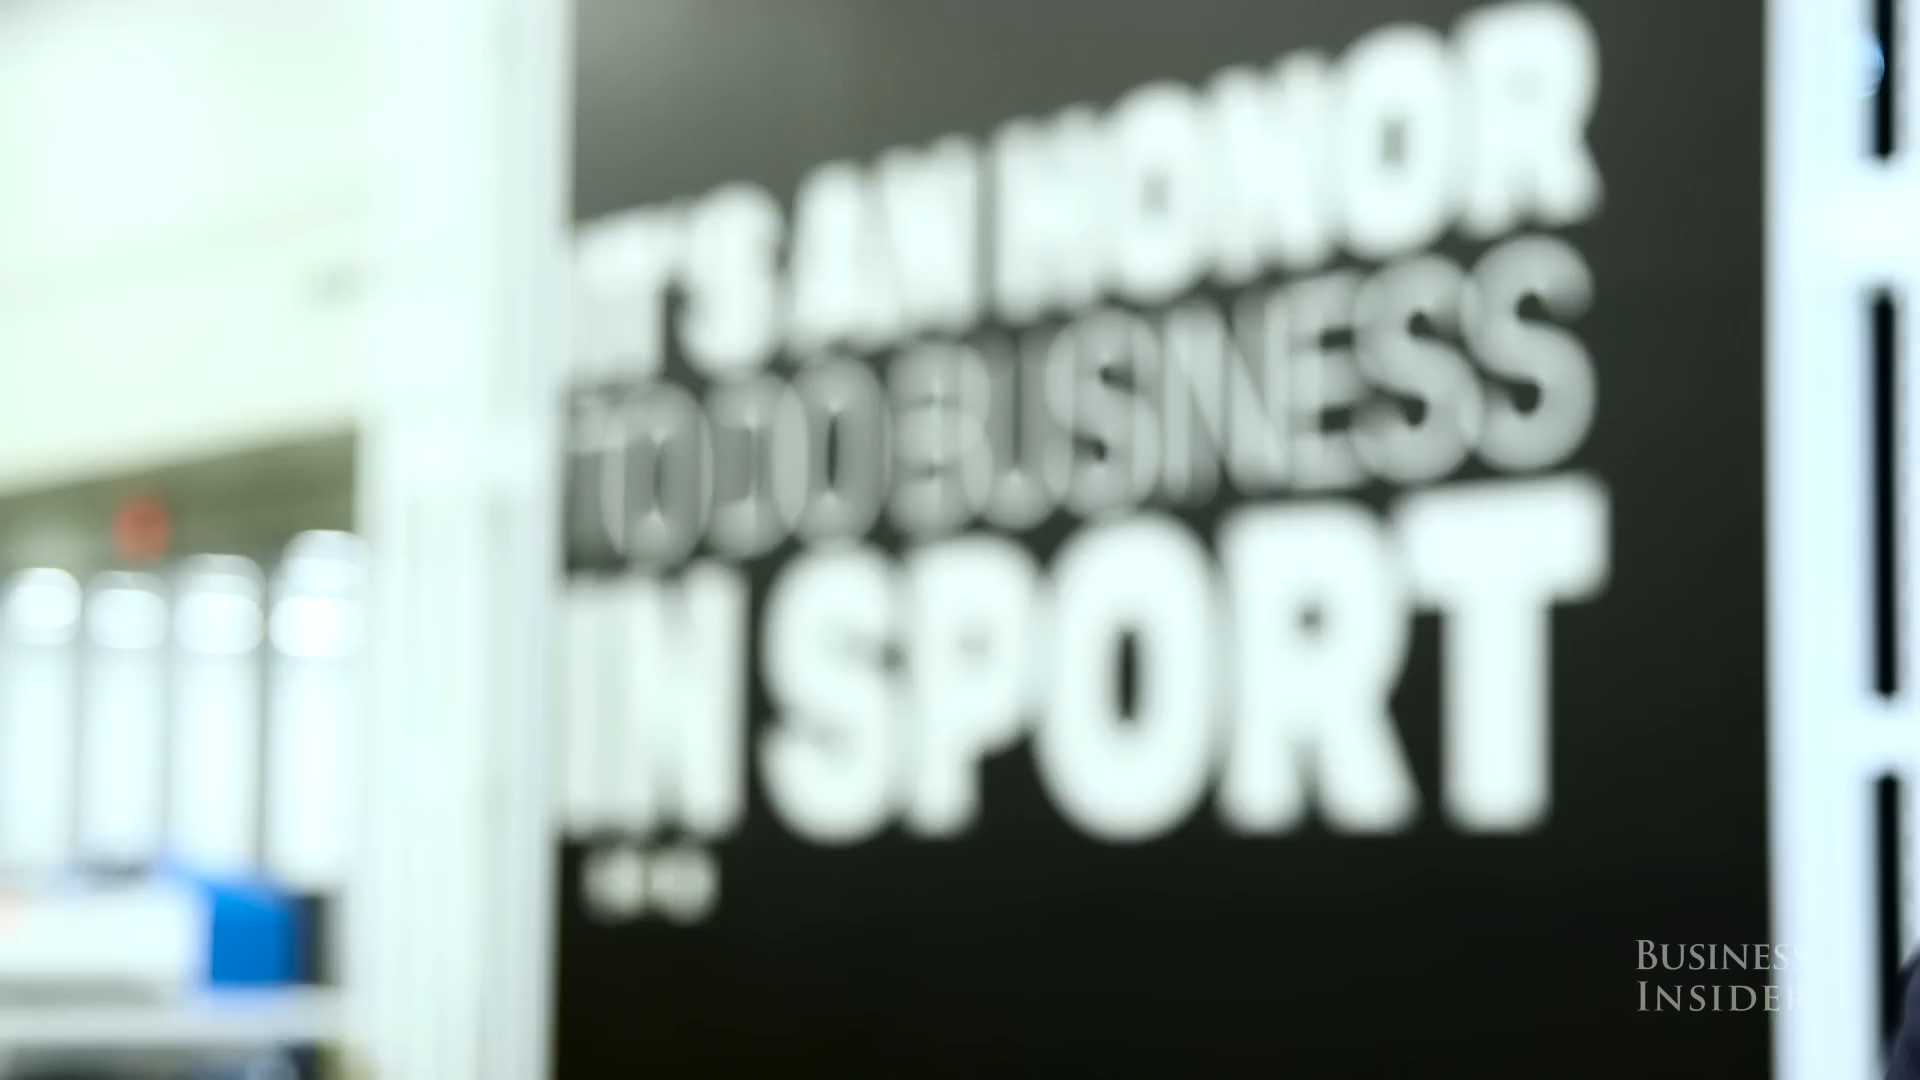 IT'S AN HONOR
TO DO BUSINESS
IN SPORT
BUSINESS
INSIDER